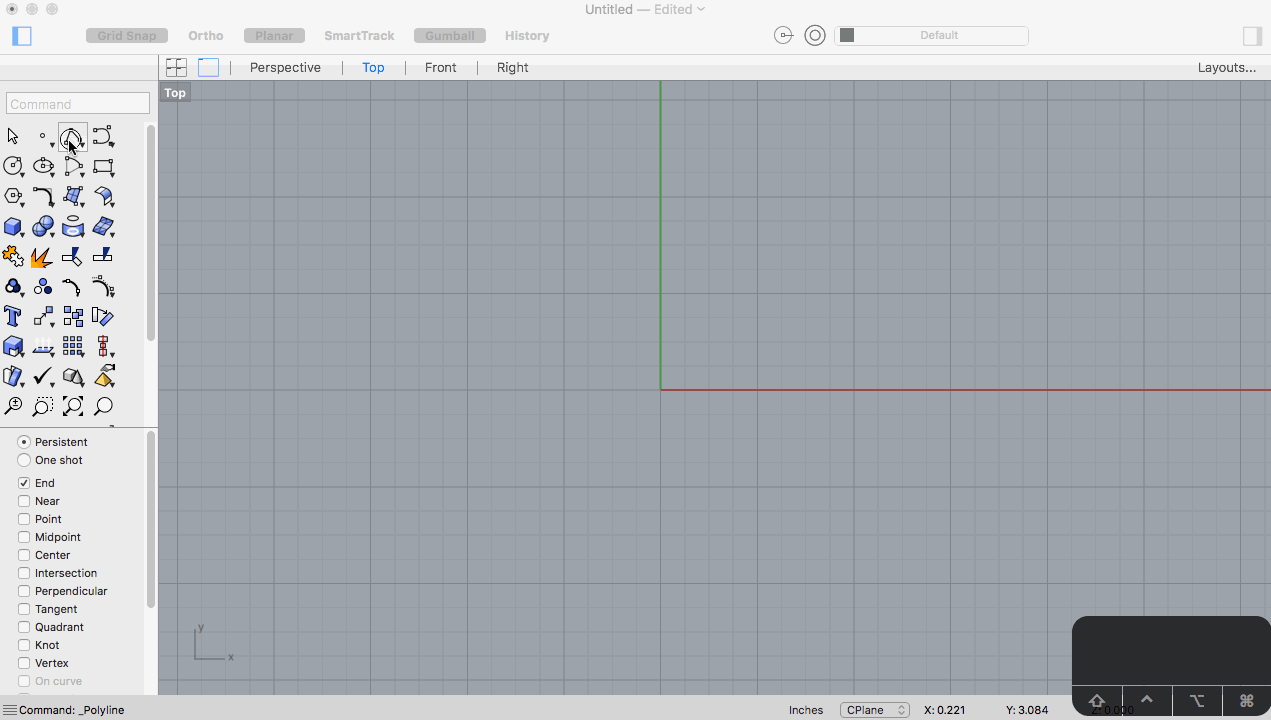 Untitled — Edited
Grid Snap Ortho Planar SmartTrack Gumball History Default
Perspective Top Front Right Layouts...
Top
Command
Persistent
One shot
End
Near
Point
Midpoint
Center
Intersection
Perpendicular
Tangent
Quadrant
Knot
Vertex
On curve
y
x
Command: _Polyline Inches CPlane X: 0.221 Y: 3.084 Z: 0.000